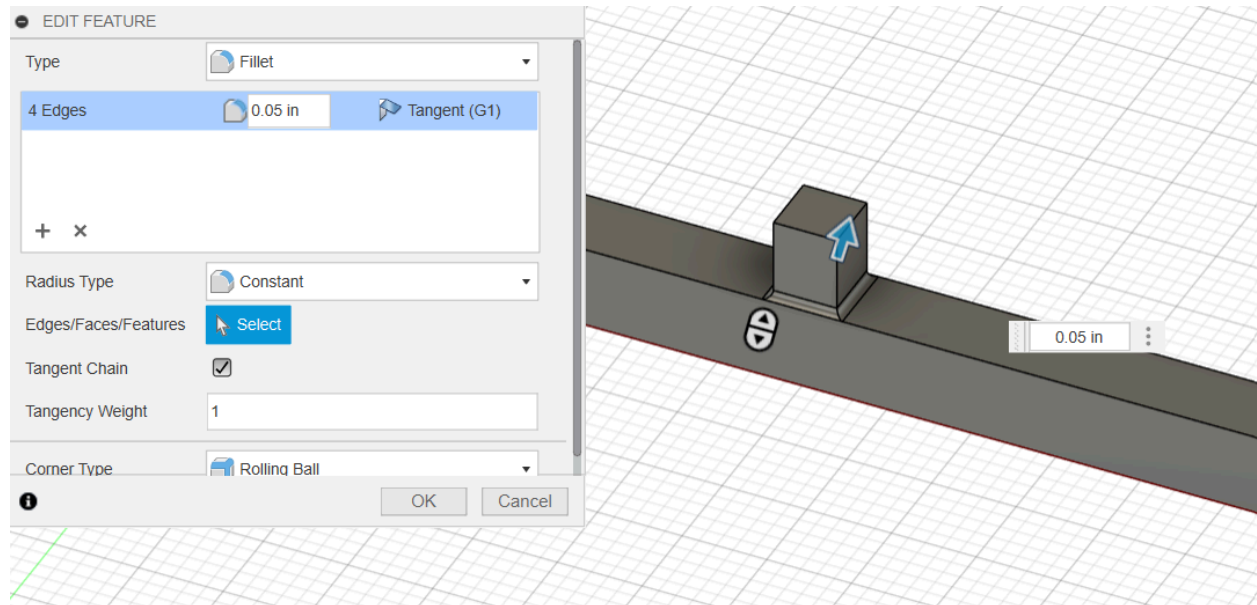 EDIT FEATURE
Type Fillet
4 Edges 0.05 in Tangent (G1)
Radius Type Constant
Edges/Faces/Features Select
Tangent Chain
Tangency Weight 1
Corner Type Rolling Ball
OK Cancel
0.05 in